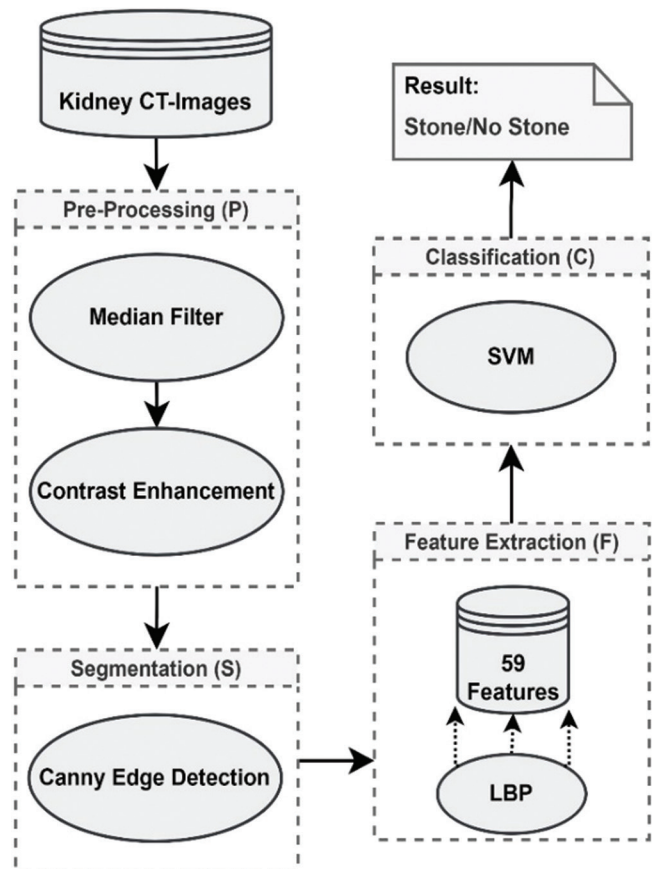 Kidney CT-Images
Pre-Processing (P)
Median Filter
Contrast Enhancement
Segmentation (S)
Canny Edge Detection
Feature Extraction (F)
59
Features
LBP
Classification (C)
SVM
Result:
Stone/No Stone